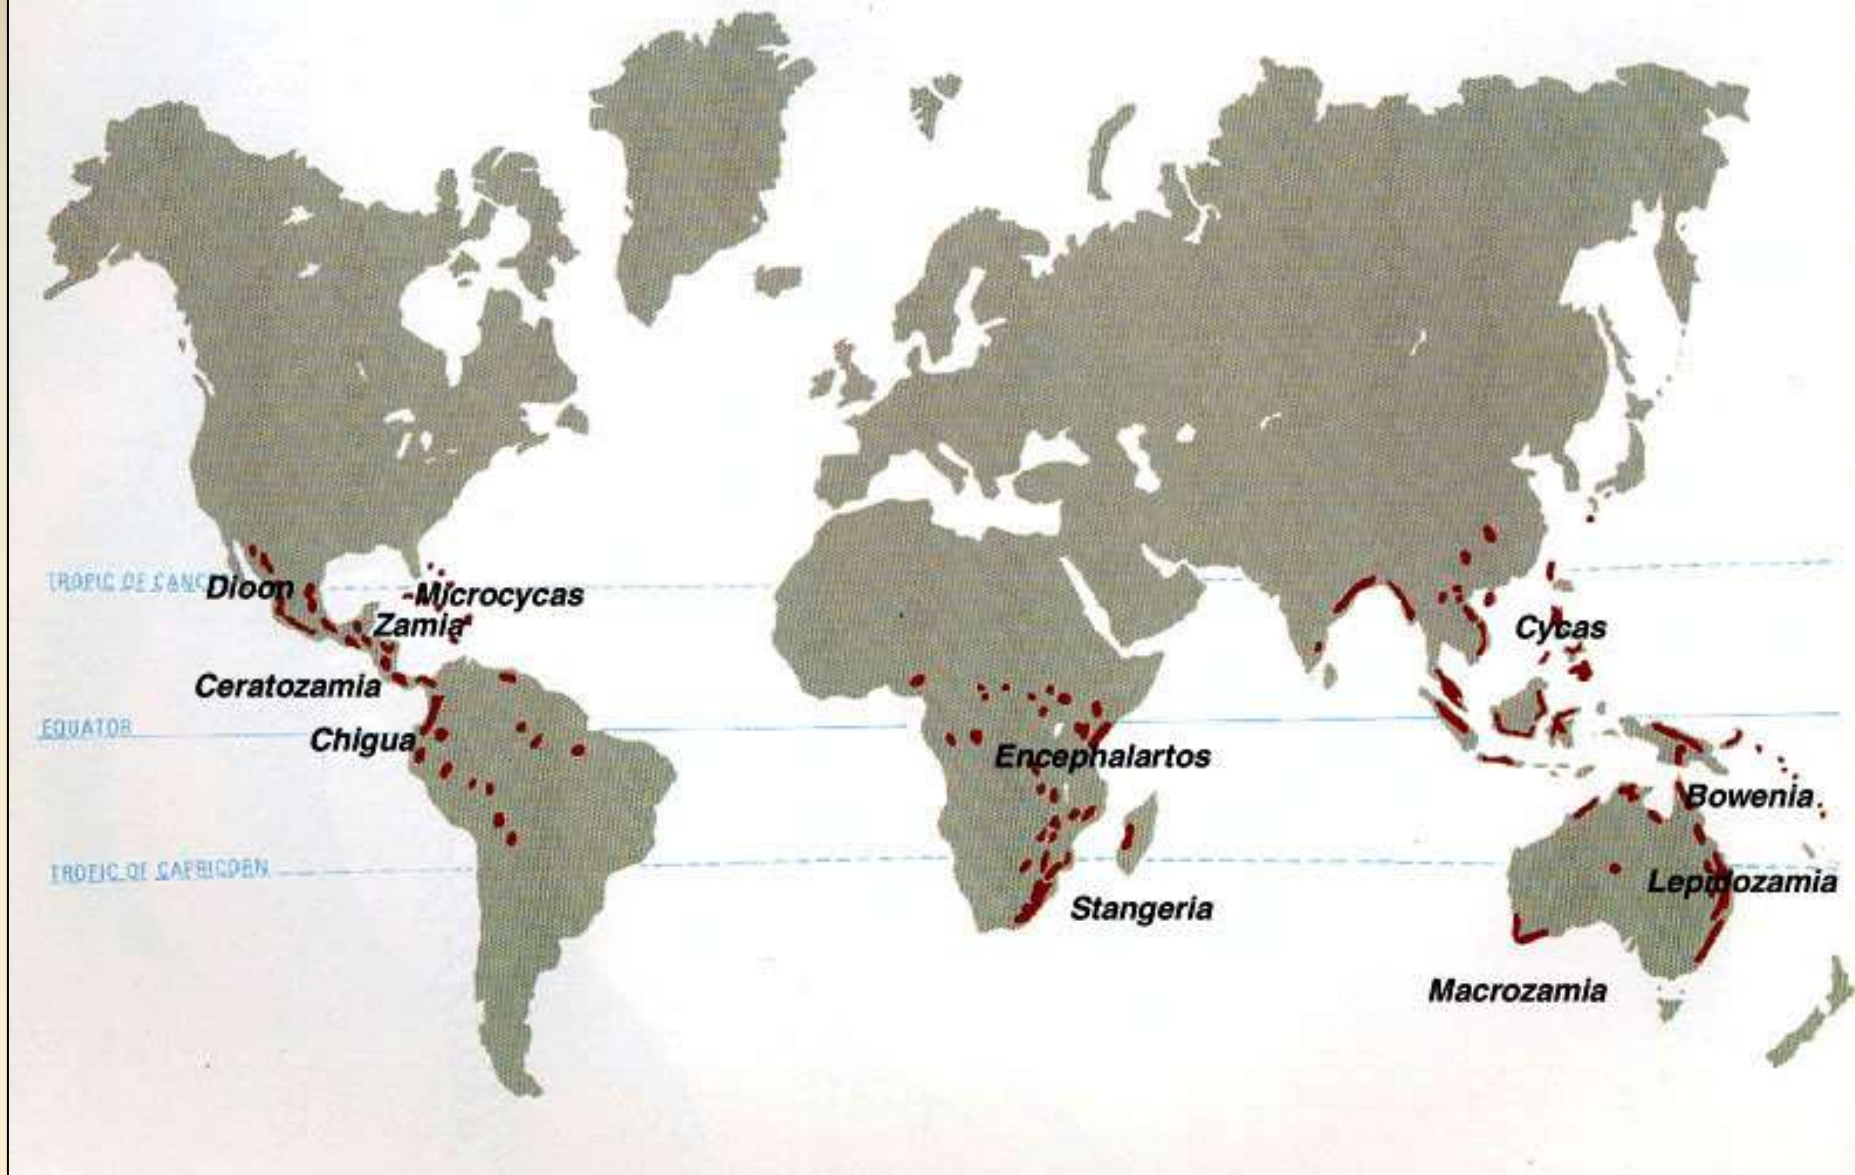 TROPIC OF CANC
Dioon
Microcycas
Zamia
Cycas
Ceratozamia
EQUATOR
Chigua
Encephalartos
Bowenia
TROPIC OF CAPRICORN
Lepidozamia
Stangeria
Macrozamia